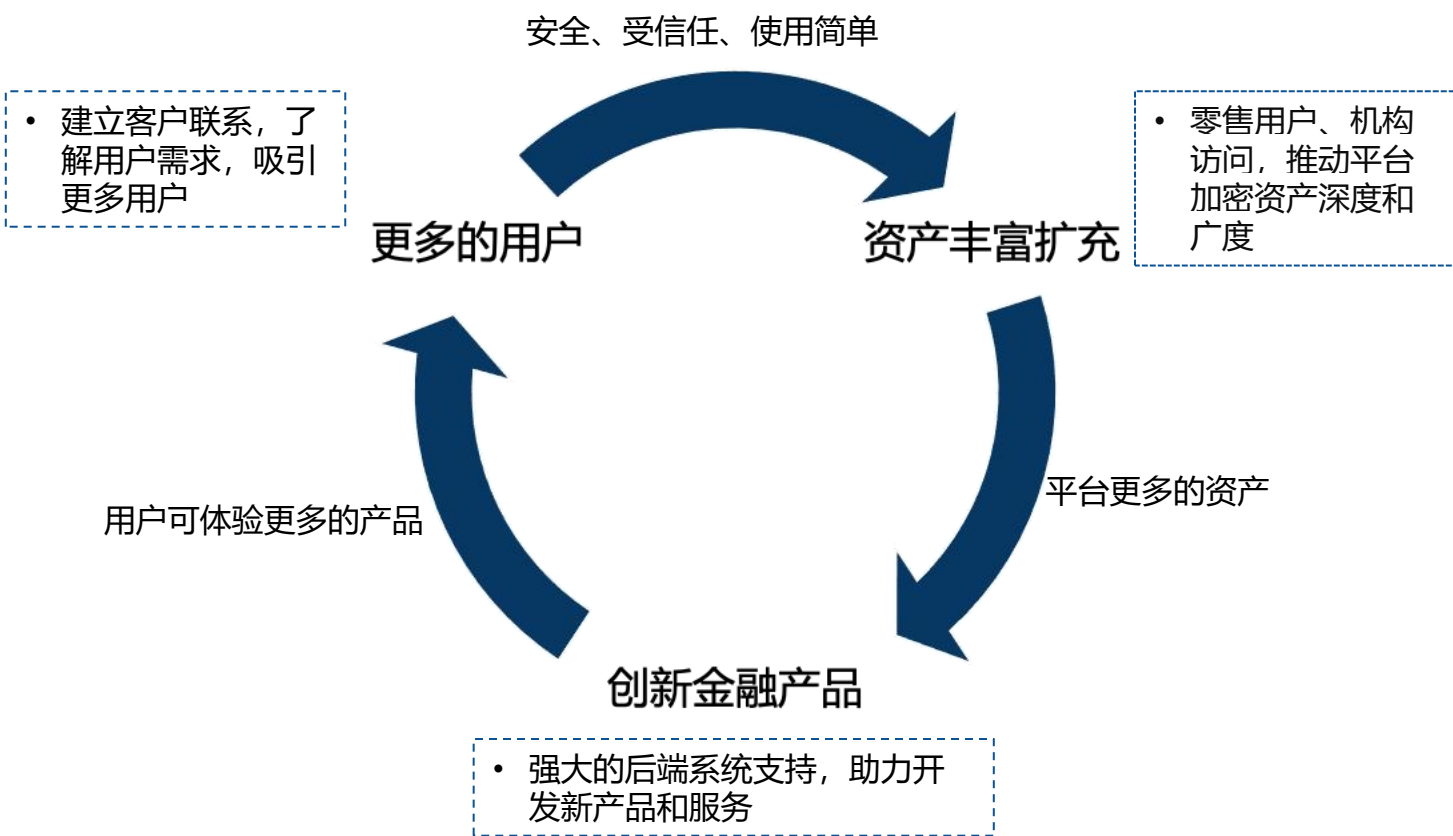 安全、受信任、使用简单
• 建立客户联系，了
解用户需求，吸引
更多用户
• 零售用户、机构
访问，推动平台
加密资产深度和
广度
更多的用户
资产丰富扩充
用户可体验更多的产品
平台更多的资产
创新金融产品
• 强大的后端系统支持，助力开
发新产品和服务